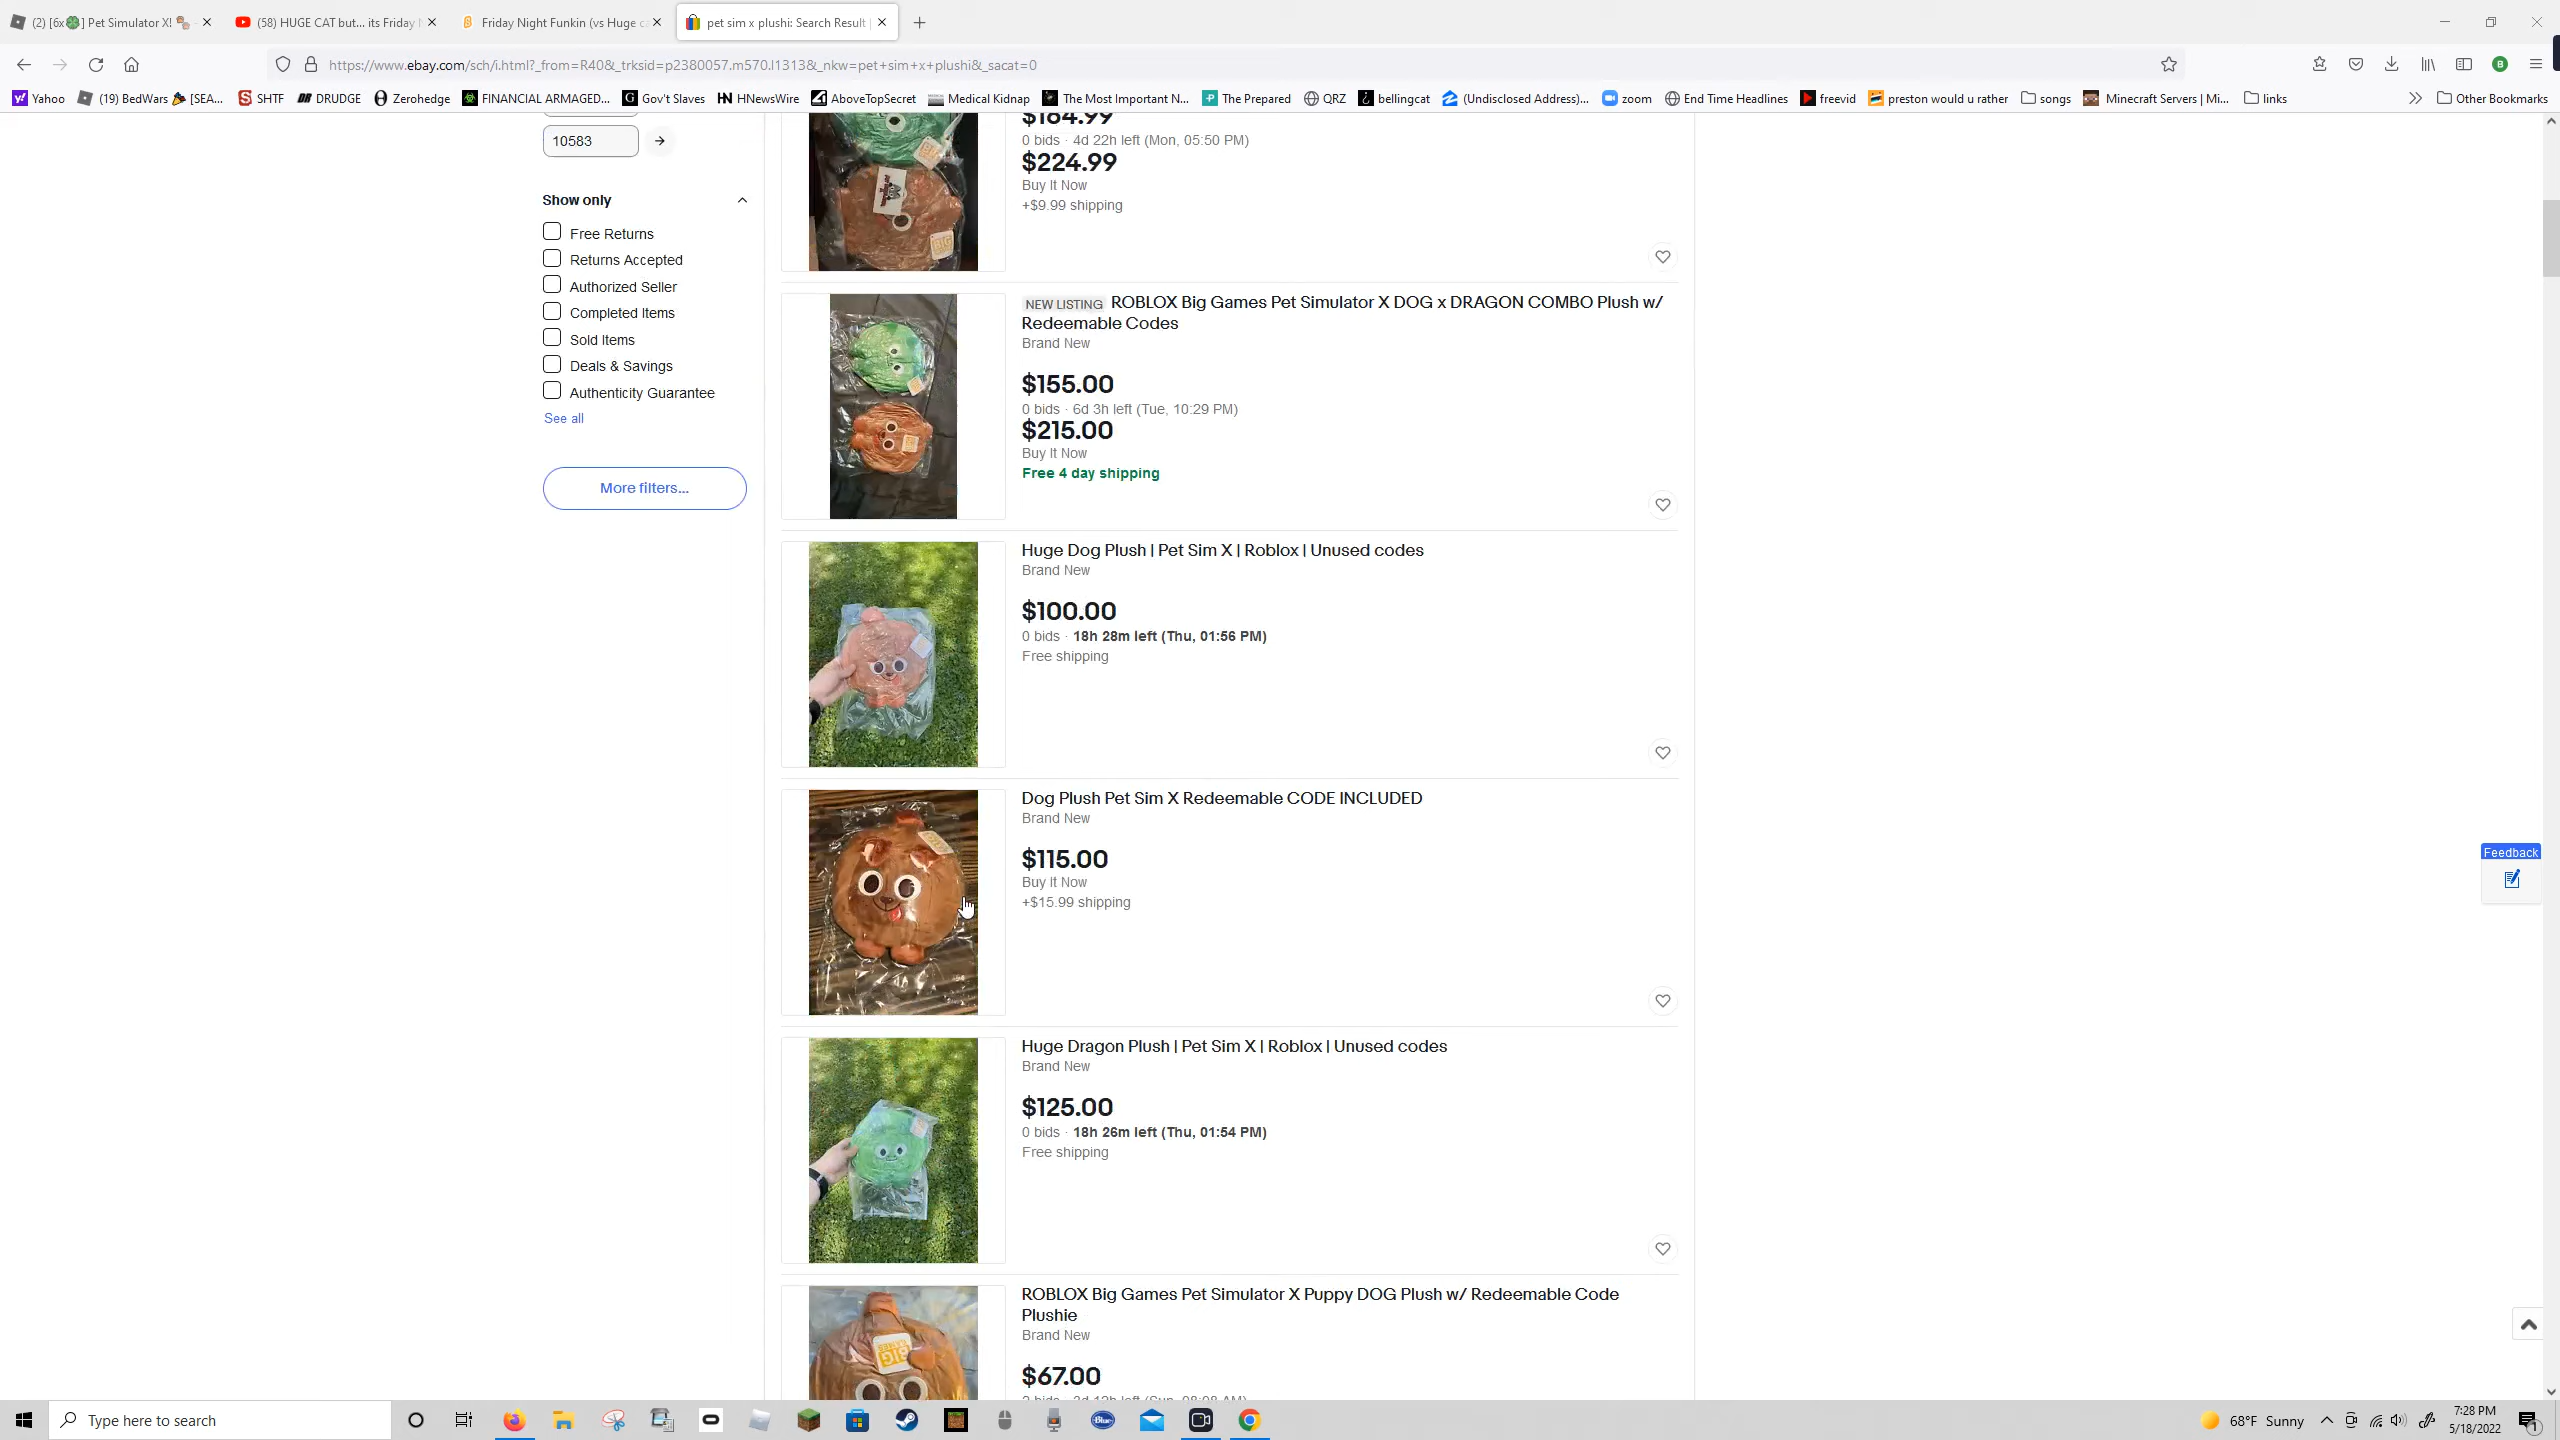 (2) [6x🍀] Pet Simulator X! 🐾
(58) HUGE CAT but... its Friday N
Friday Night Funkin (vs Huge ca
pet sim x plushi: Search Result
https://www.ebay.com/sch/i.html?_from=R40&_trksid=p2380057.m570.l1313&_nkw=pet+sim+x+plushi&_sacat=0
Yahoo
(19) BedWars 🎉 [SEA...
SHTF
DRUDGE
Zerohedge
FINANCIAL ARMAGED...
Gov't Slaves
HNewsWire
AboveTopSecret
Medical Kidnap
The Most Important N...
The Prepared
QRZ
bellingcat
(Undisclosed Address)...
zoom
End Time Headlines
freevid
preston would u rather
songs
Minecraft Servers | Mi...
links
Other Bookmarks
10583
Show only
Free Returns
Returns Accepted
Authorized Seller
Completed Items
Sold Items
Deals & Savings
Authenticity Guarantee
See all
More filters...
$184.99
0 bids · 4d 22h left (Mon, 05:50 PM)
$224.99
Buy It Now
+$9.99 shipping
NEW LISTING ROBLOX Big Games Pet Simulator X DOG x DRAGON COMBO Plush w/
Redeemable Codes
Brand New
$155.00
0 bids · 6d 3h left (Tue, 10:29 PM)
$215.00
Buy It Now
Free 4 day shipping
Huge Dog Plush | Pet Sim X | Roblox | Unused codes
Brand New
$100.00
0 bids · 18h 28m left (Thu, 01:56 PM)
Free shipping
Dog Plush Pet Sim X Redeemable CODE INCLUDED
Brand New
$115.00
Buy It Now
+$15.99 shipping
Huge Dragon Plush | Pet Sim X | Roblox | Unused codes
Brand New
$125.00
0 bids · 18h 26m left (Thu, 01:54 PM)
Free shipping
BIG
ROBLOX Big Games Pet Simulator X Puppy DOG Plush w/ Redeemable Code
Plushie
Brand New
$67.00
Feedback
Type here to search
68°F Sunny
7:28 PM
5/18/2022